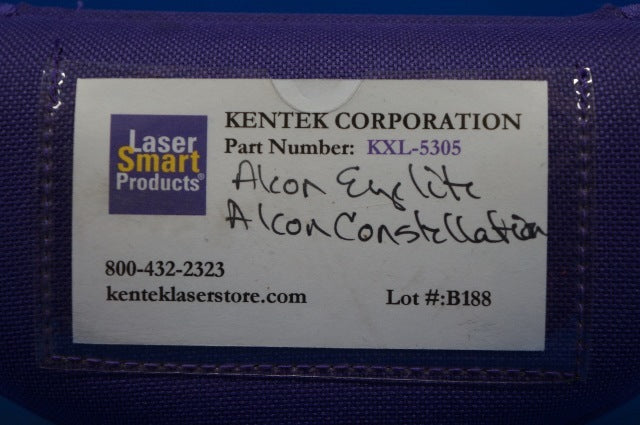 KENTEK CORPORATION
Laser
Smart
Products®
Part Number: KXL-5305
Alcon Eyelite
Alcon Constellation
800-432-2323
kenteklaserstore.com
Lot #:B188